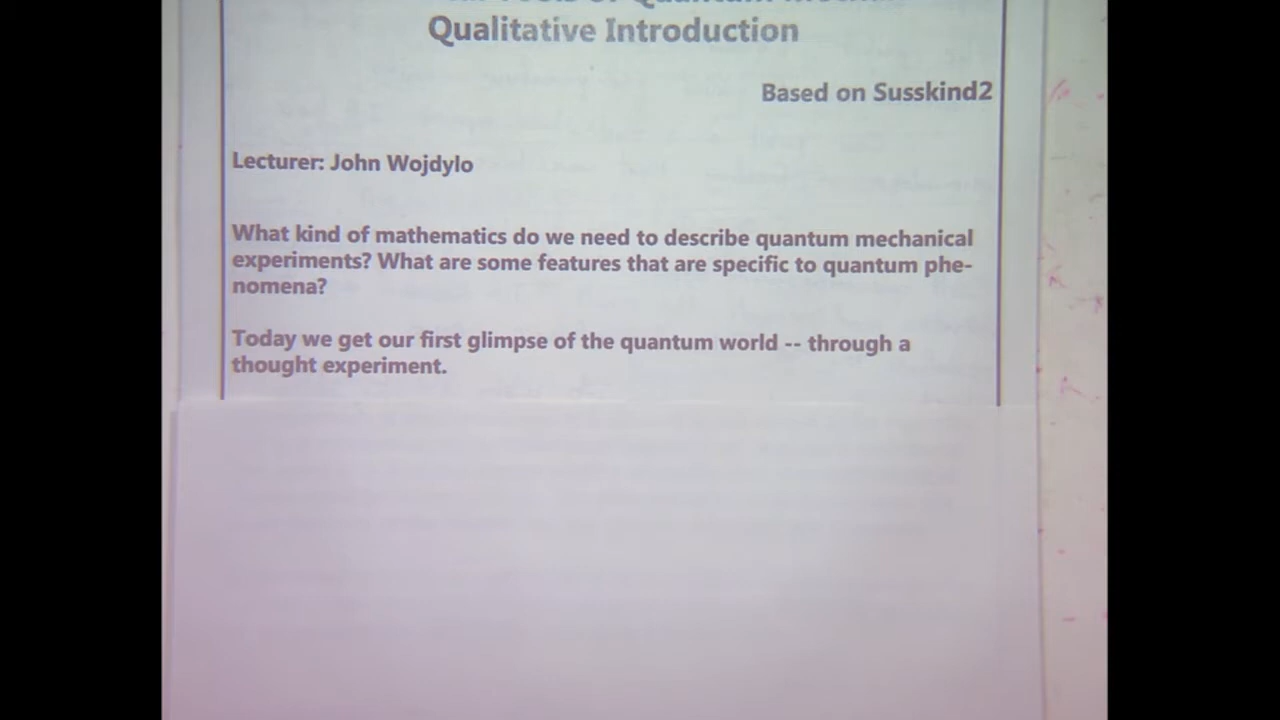 Qualitative Introduction
Based on Susskind2
Lecturer: John Wojdylo
What kind of mathematics do we need to describe quantum mechanical
experiments? What are some features that are specific to quantum phe-
nomena?
Today we get our first glimpse of the quantum world -- through a
thought experiment.